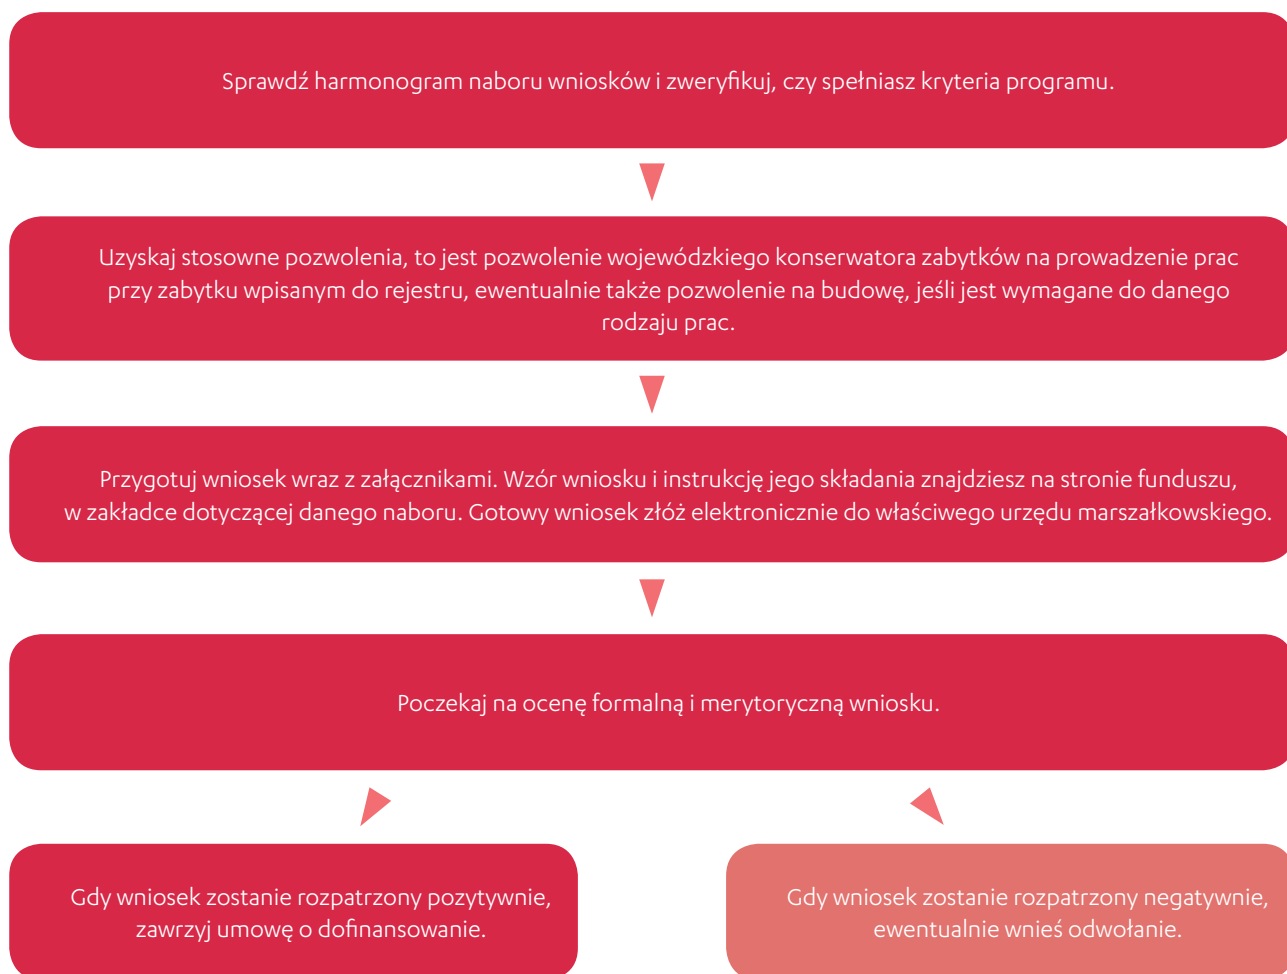 Sprawdź harmonogram naboru wniosków i zweryfikuj, czy spełniasz kryteria programu.
Uzyskaj stosowne pozwolenia, to jest pozwolenie wojewódzkiego konserwatora zabytków na prowadzenie prac
przy zabytku wpisanym do rejestru, ewentualnie także pozwolenie na budowę, jeśli jest wymagane do danego
rodzaju prac.
Przygotuj wniosek wraz z załącznikami. Wzór wniosku i instrukcję jego składania znajdziesz na stronie funduszu,
w zakładce dotyczącej danego naboru. Gotowy wniosek złóż elektronicznie do właściwego urzędu marszałkowskiego.
Poczekaj na ocenę formalną i merytoryczną wniosku.
Gdy wniosek zostanie rozpatrzony pozytywnie,
zawrzyj umowę o dofinansowanie.
Gdy wniosek zostanie rozpatrzony negatywnie,
ewentualnie wnieś odwołanie.